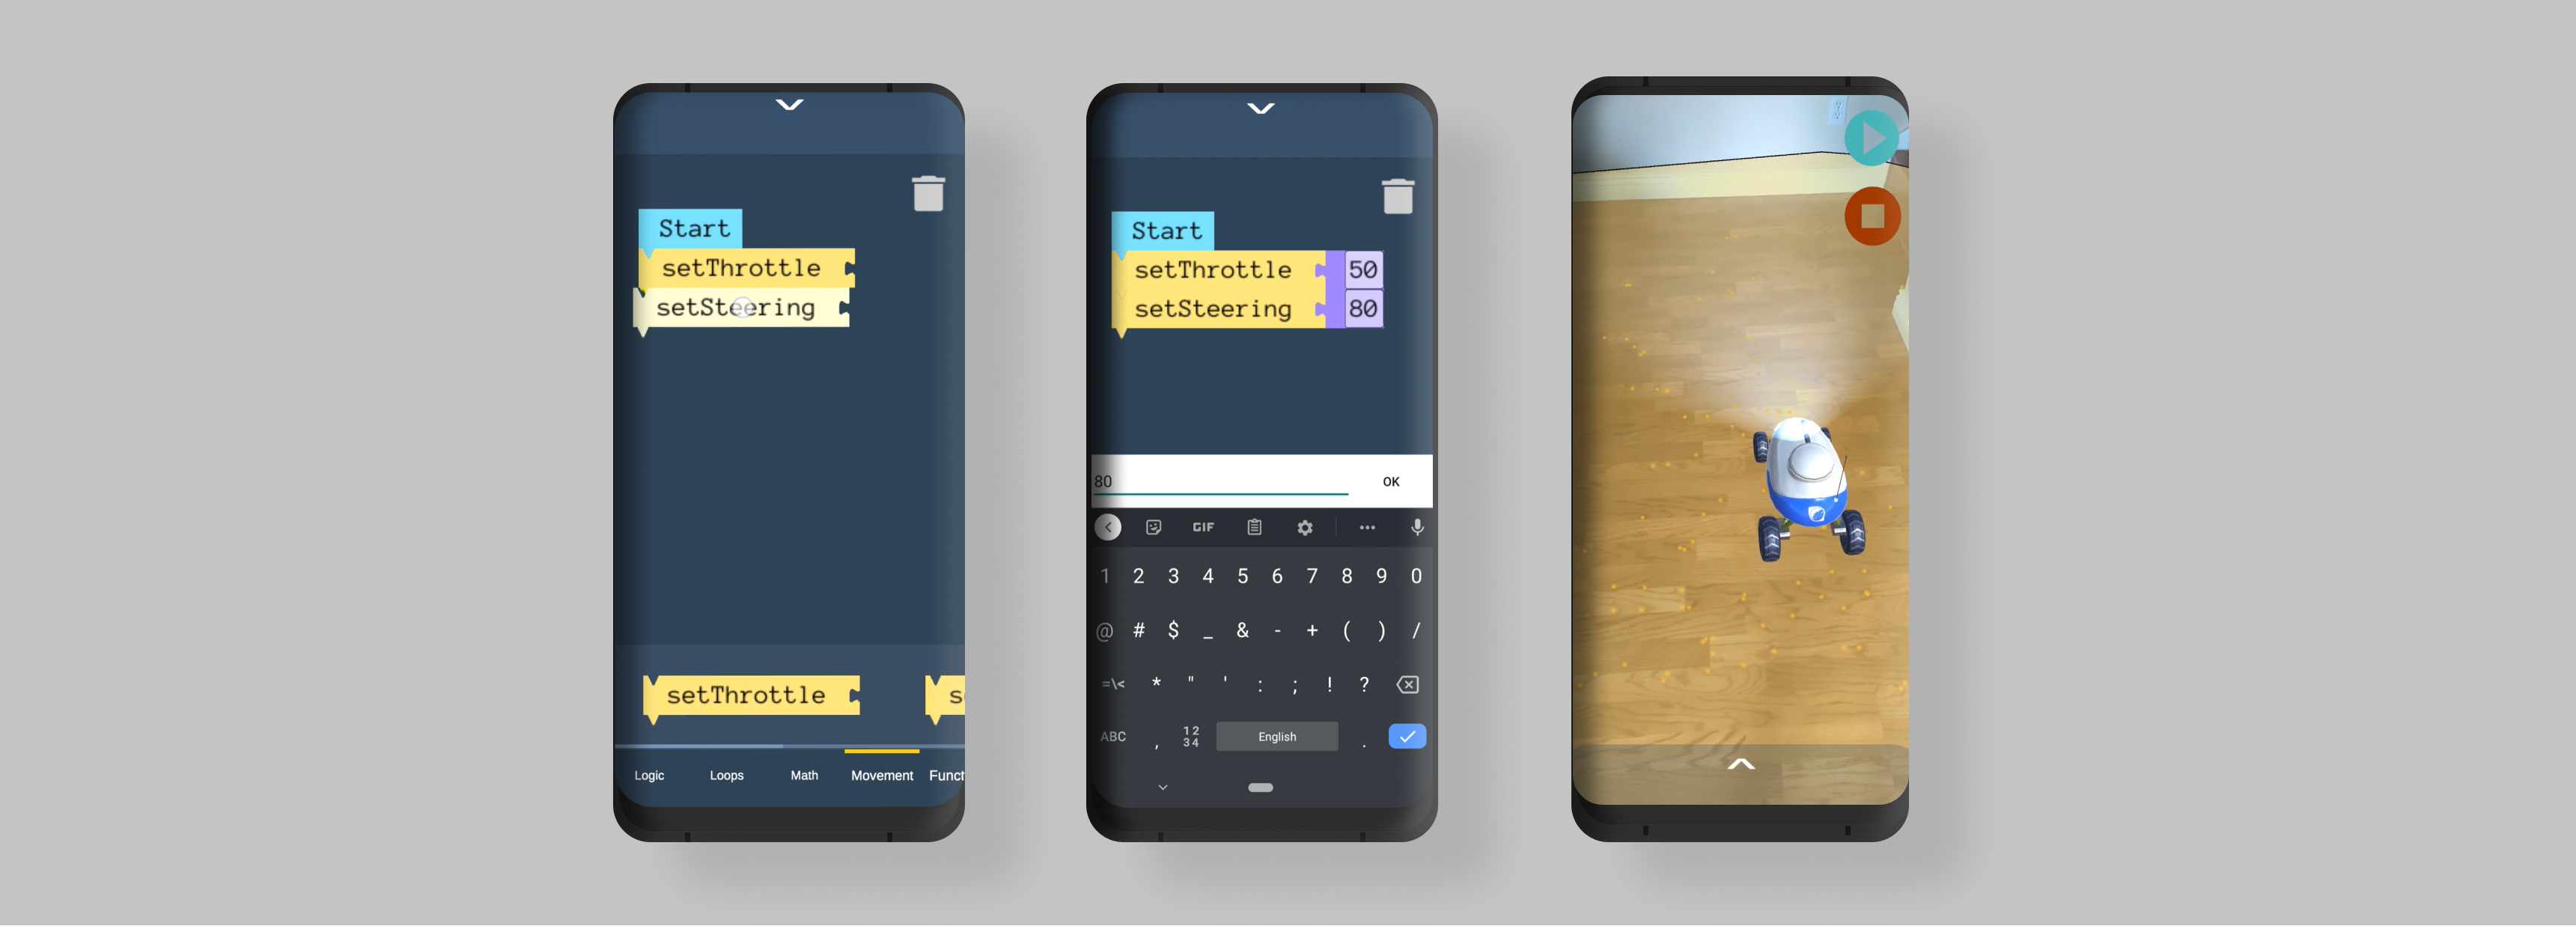 Start
setThrottle
setSteering
setThrottle
s
Logic Loops Math Movement Funct
Start
setThrottle 50
setSteering 80
80 OK
GIF
1 2 3 4 5 6 7 8 9 0
@ # $ _ & - + ( ) /
=\< * " ' : ; ! ?
ABC , 12 34 English .